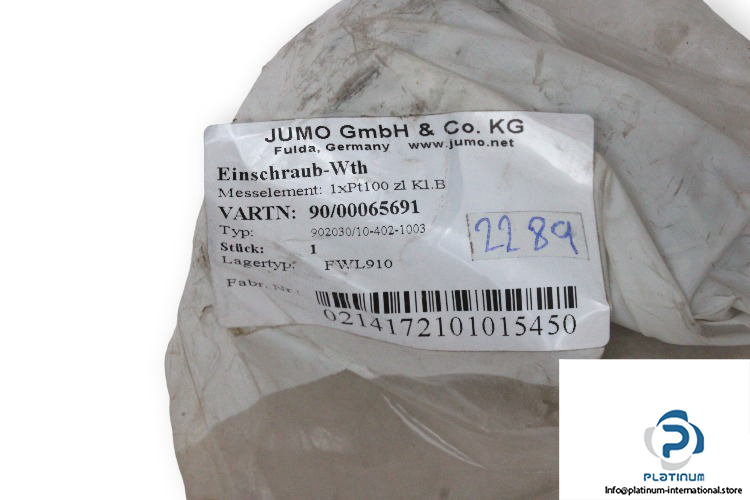 JUMO GmbH & Co. KG
Fulda, Germany www.jumo.net
Einschraub-Wth
Messelement: 1xPt100 zl Kl.B
VARTN: 90/00065691
Typ: 902030/10-402-1003
Stück: 1
Lagertyp: FWL910
Fabr. Nr.:
0214172101015450
2289
PLATINUM
Info@platinum-international.store